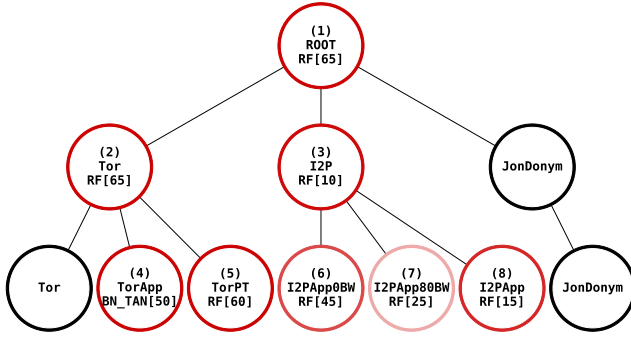 (1)
ROOT
RF[65]
(2)
Tor
RF[65]
(3)
I2P
RF[10]
JonDonym
Tor
(4)
TorApp
BN_TAN[50]
(5)
TorPT
RF[60]
(6)
I2PApp0BW
RF[45]
(7)
I2PApp80BW
RF[25]
(8)
I2PApp
RF[15]
JonDonym